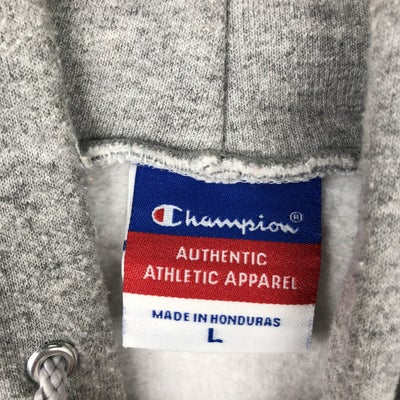 Champion®
AUTHENTIC
ATHLETIC APPAREL
MADE IN HONDURAS
L